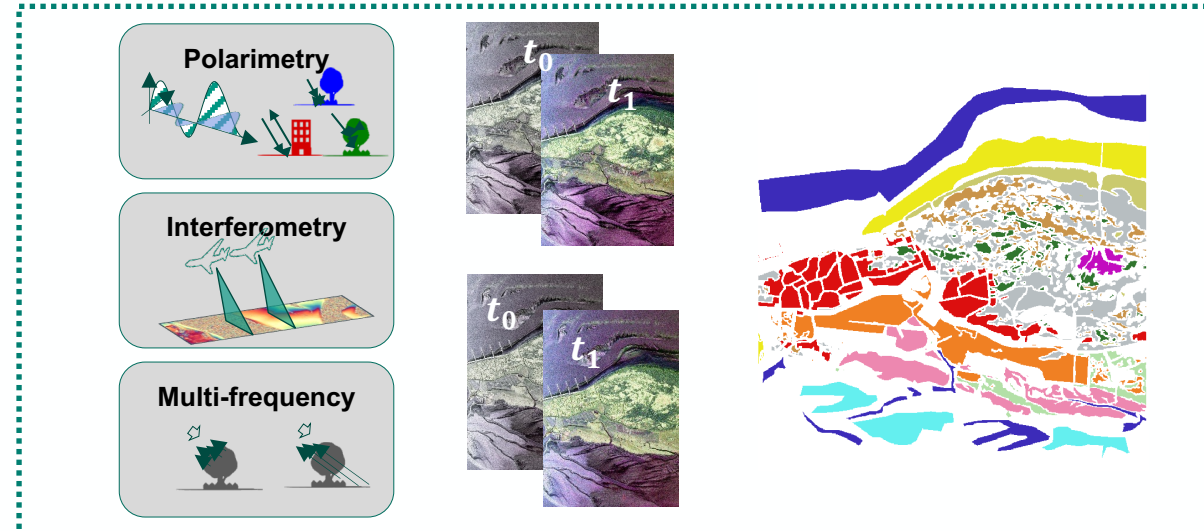 Polarimetry
Interferometry
Multi-frequency
t₀
t₁
t₀
t₁